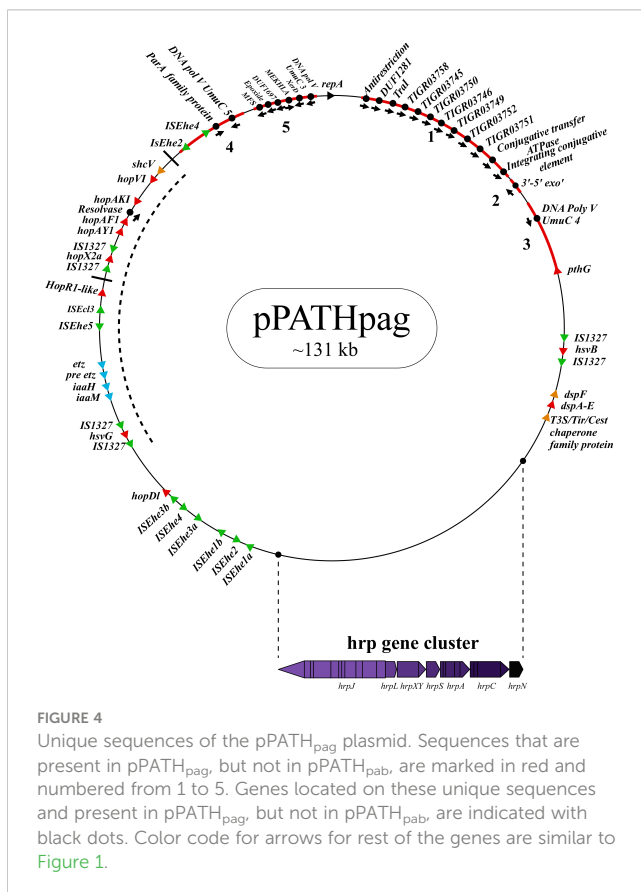 repA
Antirestriction
DUF1281
TraI
TIGR03758
TIGR03745
TIGR03750
TIGR03746
TIGR03749
TIGR03752
TIGR03751
Conjugative transfer
ATPase
Integrating conjugative
element
3'-5' exo'
1
2
3
DNA Poly V
UmuC 4
pthG
IS1327
hsvB
IS1327
dspF
dspA-E
T3S/Tir/Cest
chaperone
family protein
DNA pol V
UmuC 3
XerD
MEKHLA
DUF1097
Epoxide
MFS
5
DNA pol V UmuC 5
ParA family protein
4
ISEhe4
ISEhe2
shcV
hopVI
hopAKI
Resolvase
hopAF1
hopAY1
IS1327
hopX2a
IS1327
HopR1-like
ISEcl3
ISEhe5
etz
pre etz
iaaH
iaaM
IS1327
hsvG
IS1327
hopDI
ISEhe3b
ISEhe4
ISEhe3a
ISEhe1b
ISEhe2
ISEhe1a
pPATHpag
~131 kb
hrp gene cluster
hrpJ hrpL hrpXY hrpS hrpA hrpC hrpN
FIGURE 4
Unique sequences of the pPATHpag plasmid. Sequences that are
present in pPATHpag, but not in pPATHpab, are marked in red and
numbered from 1 to 5. Genes located on these unique sequences
and present in pPATHpag, but not in pPATHpab, are indicated with
black dots. Color code for arrows for rest of the genes are similar to
Figure 1.